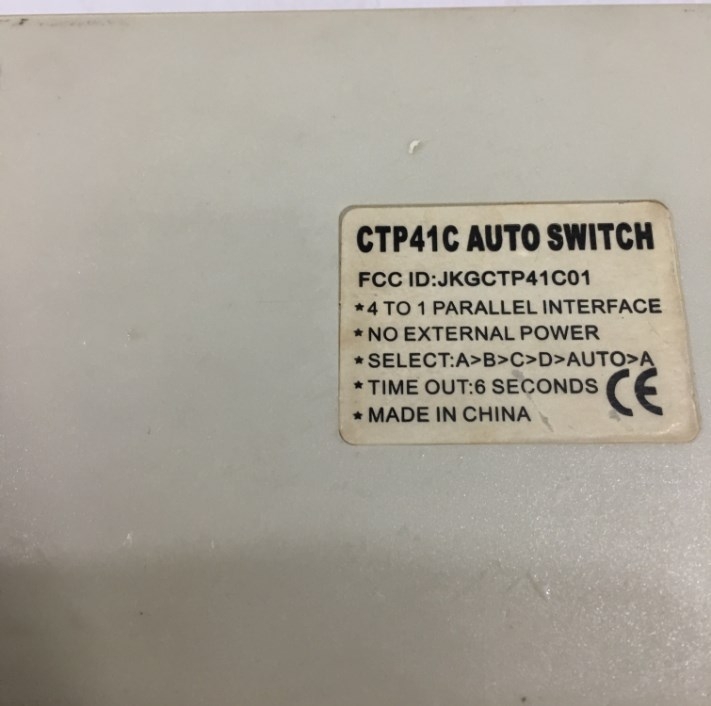 CTP41C AUTO SWITCH
FCC ID:JKGCTP41C01
*4 TO 1 PARALLEL INTERFACE
*NO EXTERNAL POWER
*SELECT:A>B>C>D>AUTO>A
*TIME OUT:6 SECONDS
*MADE IN CHINA
CE